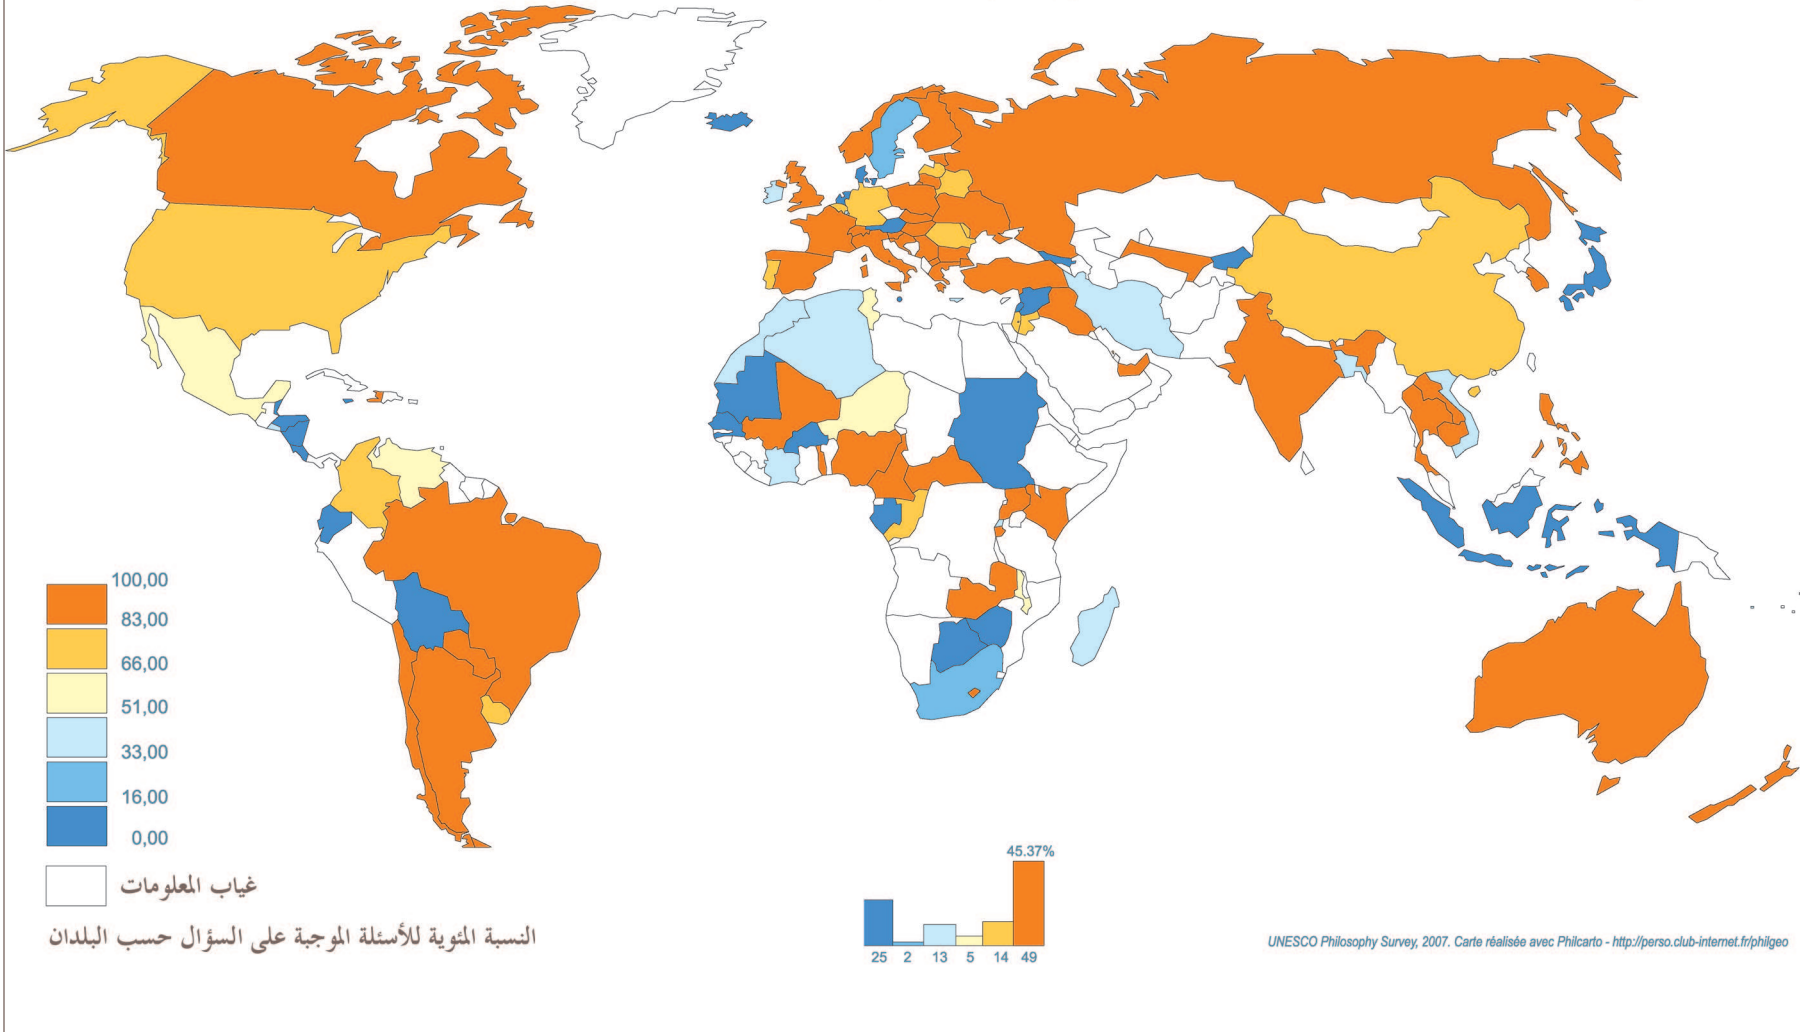 100,00
83,00
66,00
51,00
33,00
16,00
0,00
غياب المعلومات
النسبة المئوية للأسئلة الموجبة على السؤال حسب البلدان
45.37%
25 2 13 5 14 49
UNESCO Philosophy Survey, 2007. Carte réalisée avec Philcarto - http://perso.club-internet.fr/philgeo